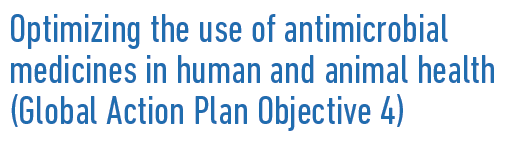 Optimizing the use of antimicrobial
medicines in human and animal health
(Global Action Plan Objective 4)